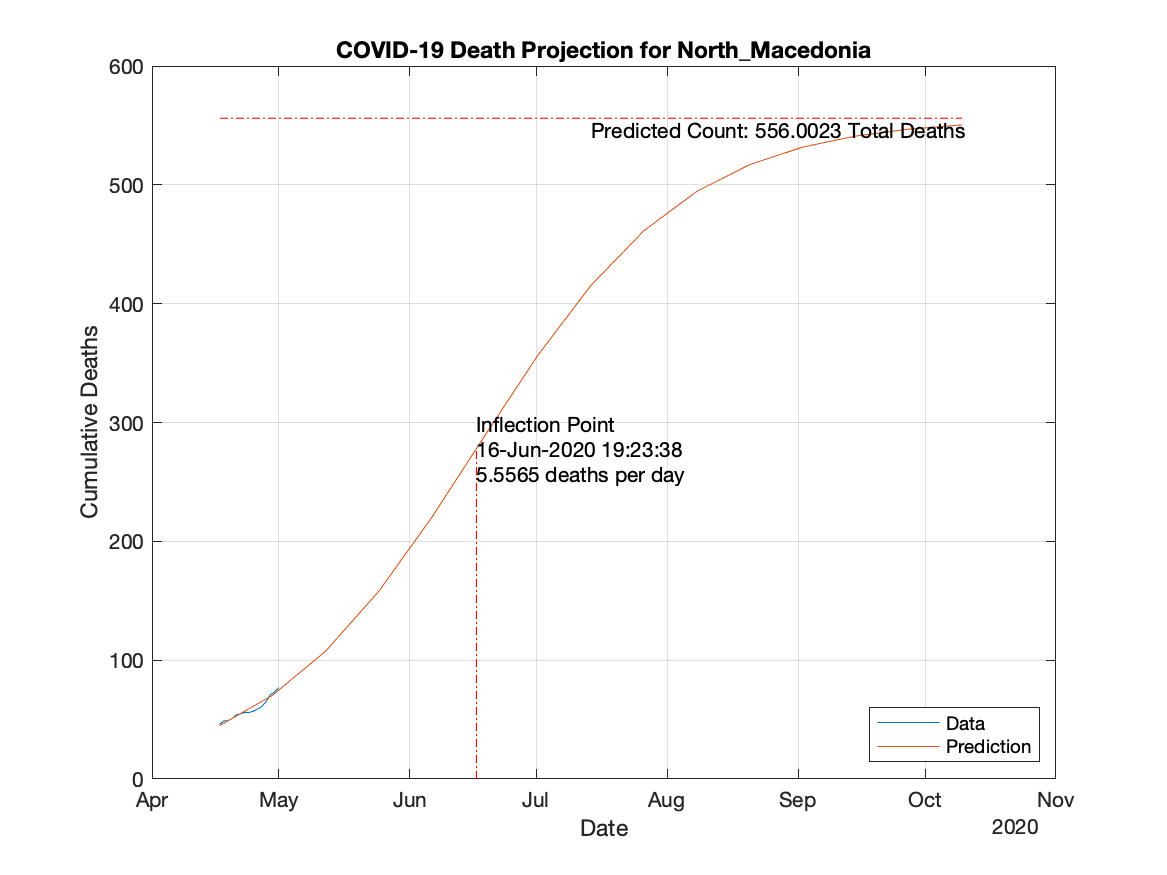 COVID-19 Death Projection for North_Macedonia
600
500
400
300
200
100
0
Cumulative Deaths
Predicted Count: 556.0023 Total Deaths
Inflection Point
16-Jun-2020 19:23:38
5.5565 deaths per day
Data
Prediction
Apr May Jun Jul Aug Sep Oct Nov
Date
2020